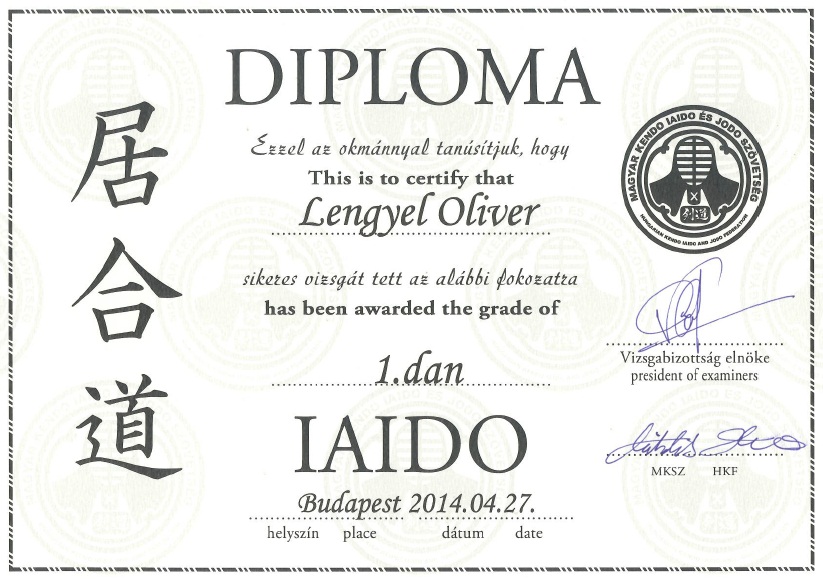 DIPLOMA
居合道
Ezzel az okmánnyal tanúsítjuk, hogy
This is to certify that
Lengyel Oliver
sikeres vizsgát tett az alábbi fokozatra
has been awarded the grade of
1.dan
IAIDO
Budapest 2014.04.27.
helyszín place dátum date
MAGYAR KENDO IAIDO ÉS JODO SZÖVETSÉG
HUNGARIAN KENDO IAIDO AND JODO FEDERATION
Vizsgabizottság elnöke
president of examiners
MKSZ HKF